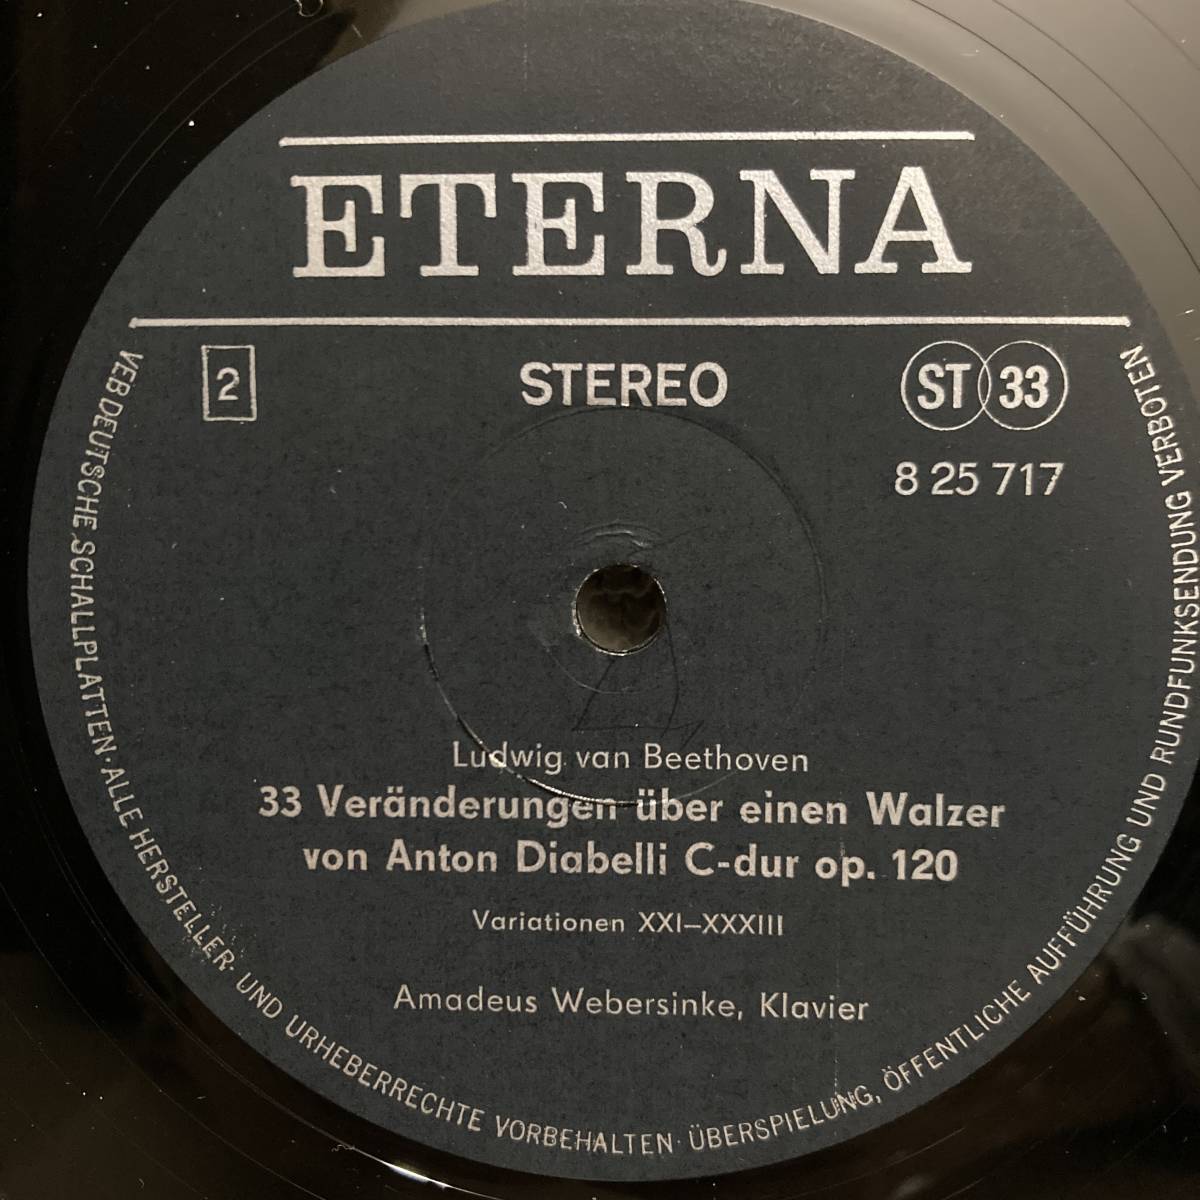 ETERNA
2
STEREO
ST 33
8 25 717
Ludwig van Beethoven
33 Veränderungen über einen Walzer
von Anton Diabelli C-dur op. 120
Variationen XXI–XXXIII
Amadeus Webersinke, Klavier
VEB DEUTSCHE SCHALLPLATTEN · ALLE HERSTELLER- UND URHEBERRECHTE VORBEHALTEN · ÜBERSPIELUNG, ÖFFENTLICHE AUFFÜHRUNG UND RUNDFUNKSENDUNG VERBOTEN